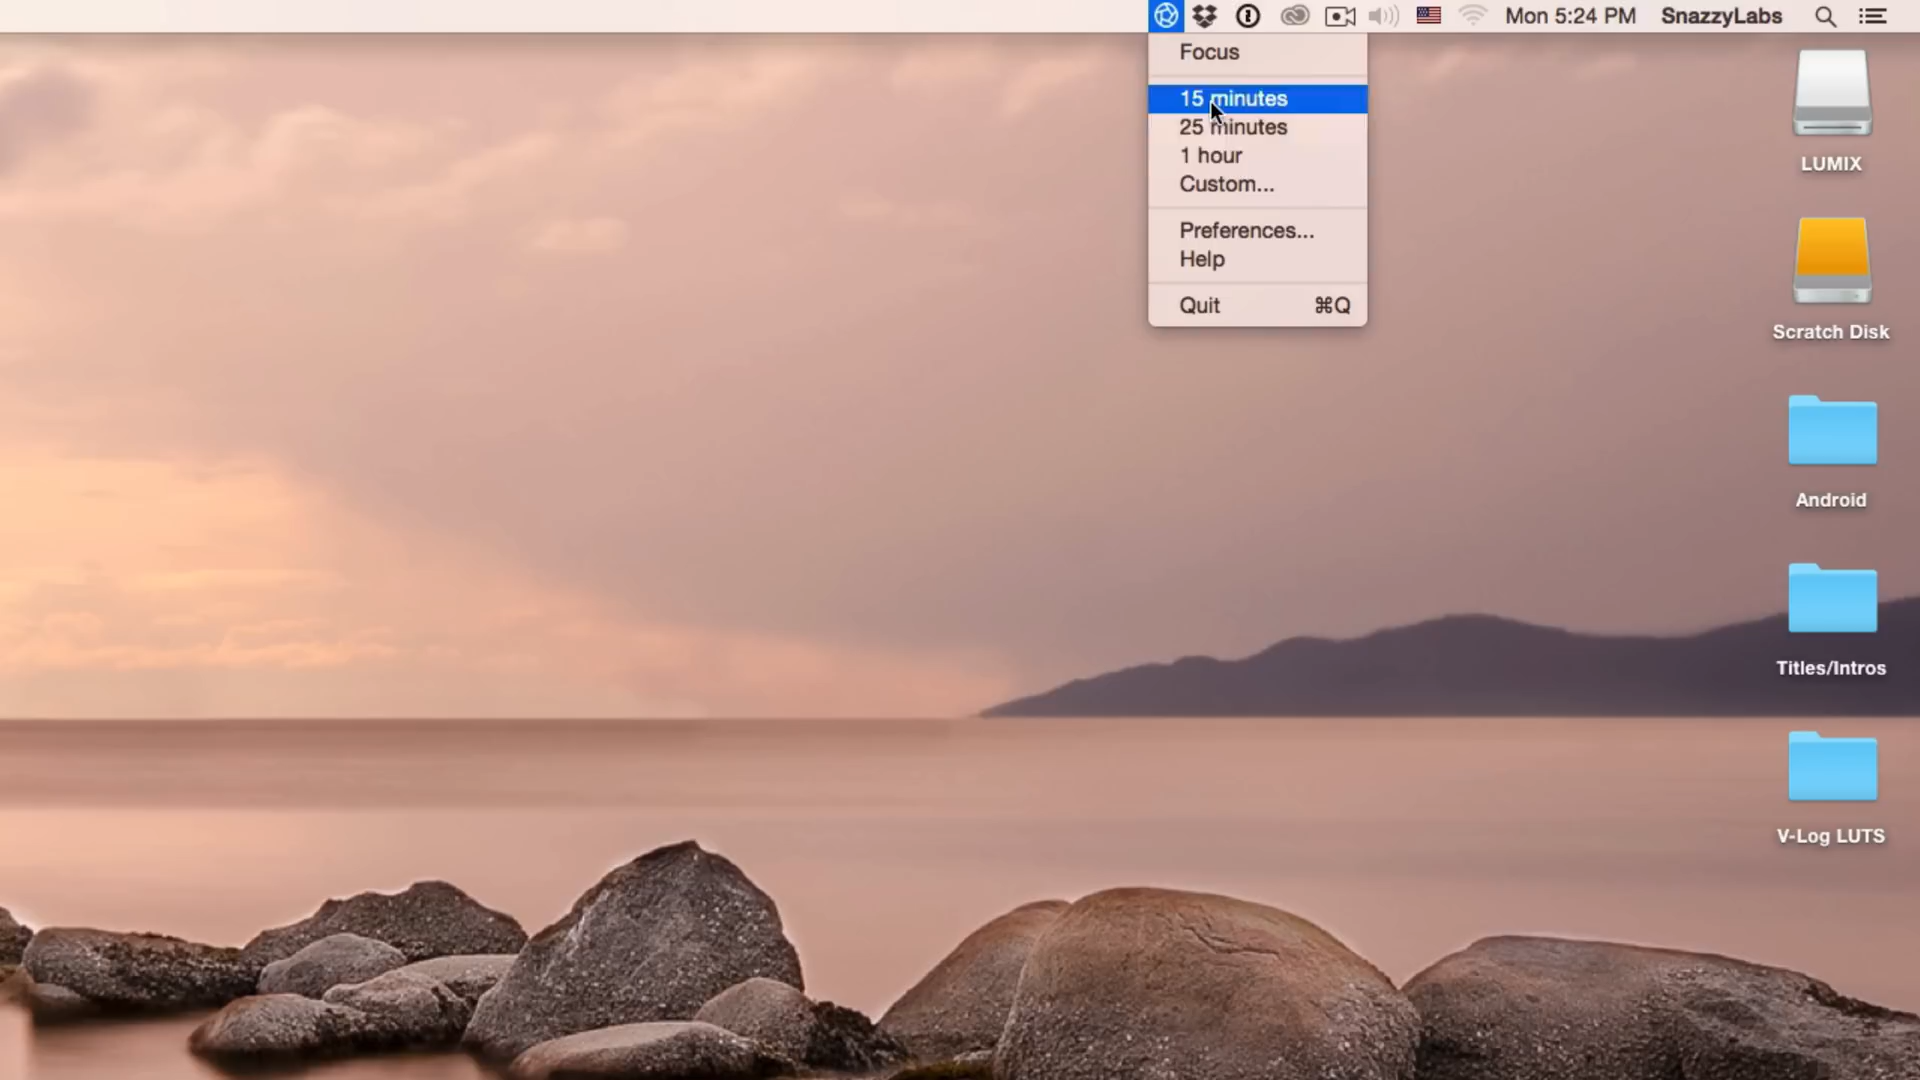 Mon 5:24 PM SnazzyLabs
Focus
15 minutes
25 minutes
1 hour
Custom...
Preferences...
Help
Quit ⌘Q
LUMIX
Scratch Disk
Android
Titles/Intros
V-Log LUTS